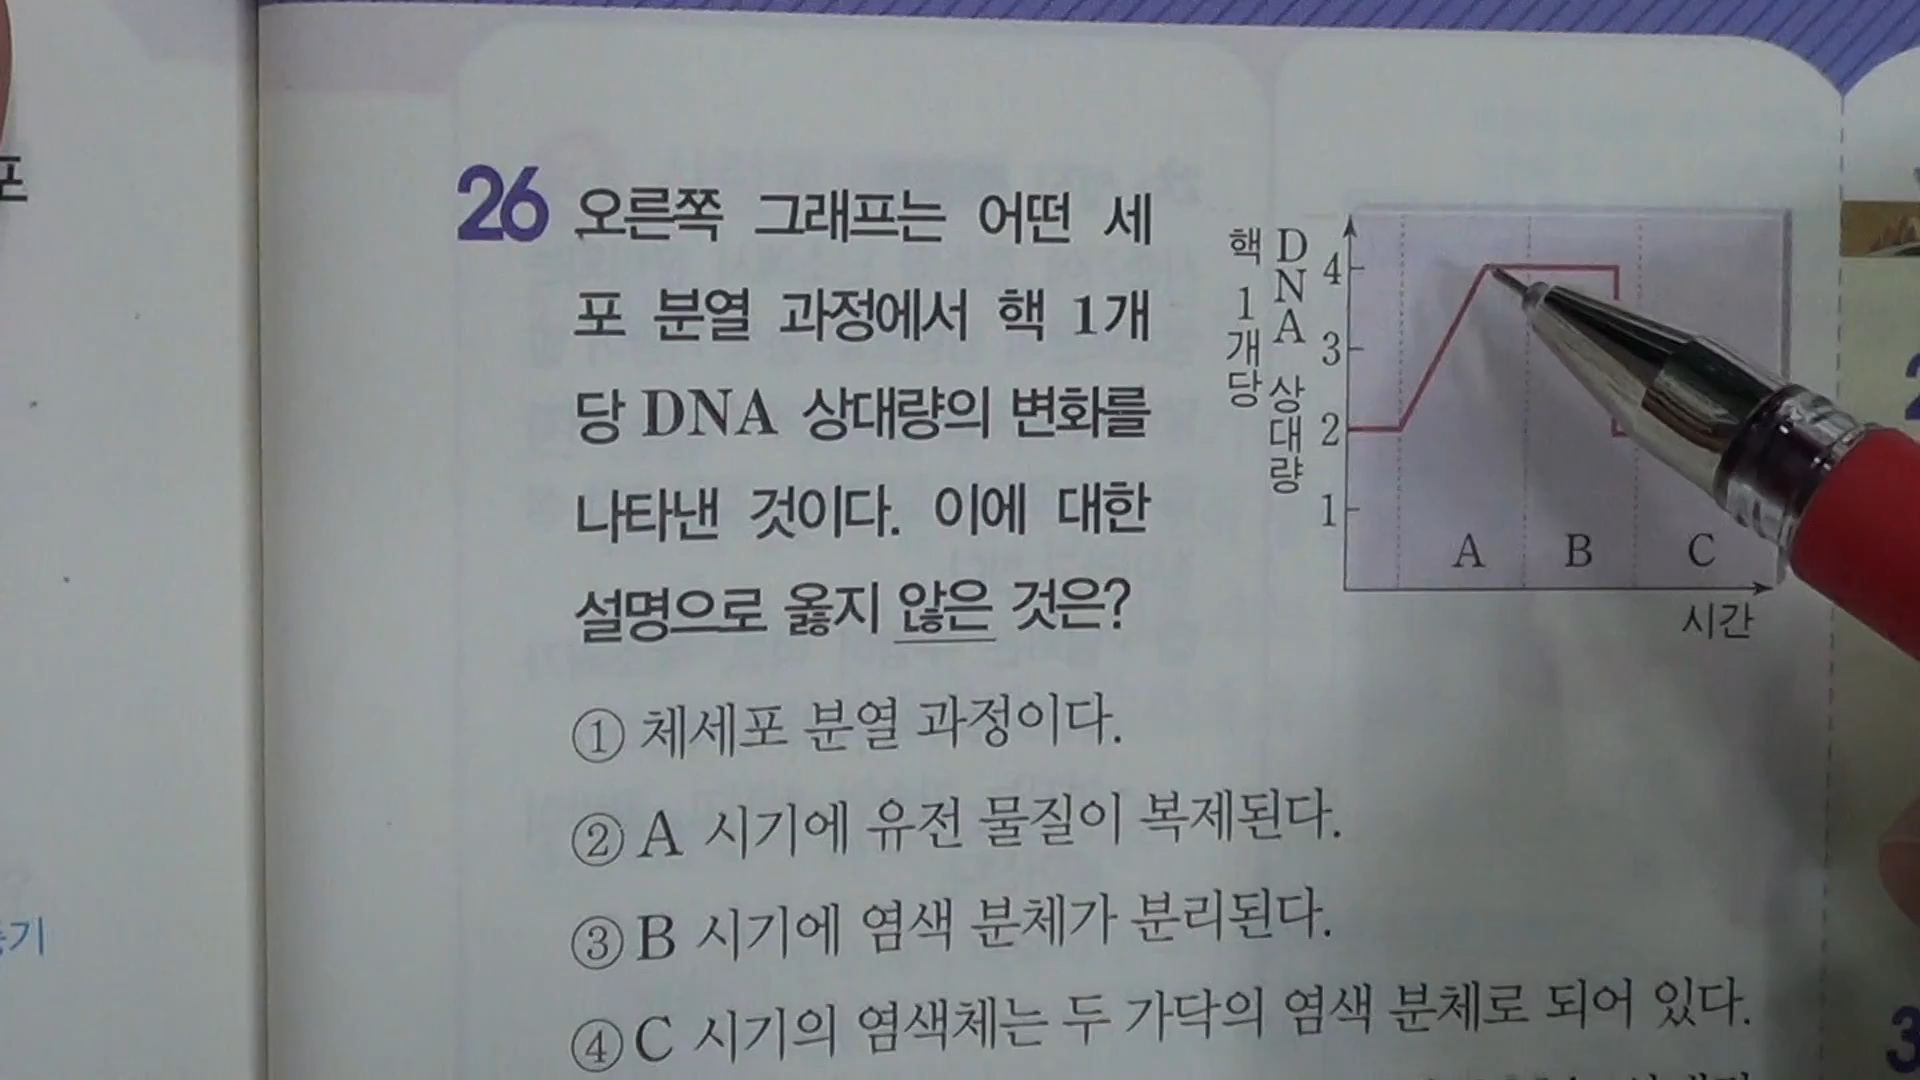 포
26 오른쪽 그래프는 어떤 세
포 분열 과정에서 핵 1개
당 DNA 상대량의 변화를
나타낸 것이다. 이에 대한
설명으로 옳지 않은 것은?
핵 1개당
DNA 상대량
4
3
2
1
A B C
시간
① 체세포 분열 과정이다.
② A 시기에 유전 물질이 복제된다.
③ B 시기에 염색 분체가 분리된다.
④ C 시기의 염색체는 두 가닥의 염색 분체로 되어 있다.
기
2
3